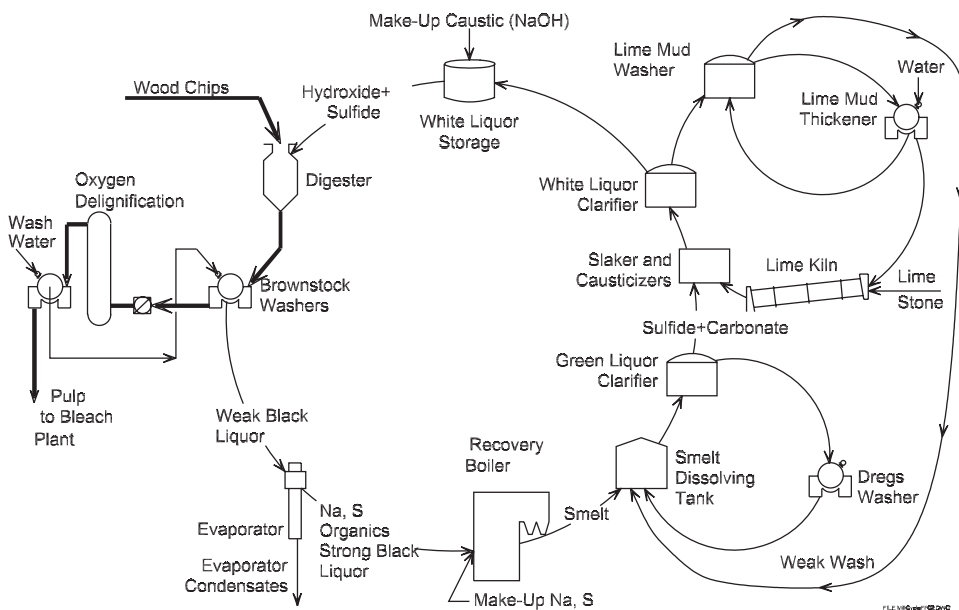 Make-Up Caustic (NaOH)
Wood Chips
Hydroxide+
Sulfide
White Liquor
Storage
Lime Mud
Washer
Water
Lime Mud
Thickener
Digester
Oxygen
Delignification
Wash
Water
Brownstock
Washers
White Liquor
Clarifier
Slaker and
Causticizers
Lime Kiln
Lime
Stone
Sulfide+Carbonate
Green Liquor
Clarifier
Pulp
to Bleach
Plant
Weak Black
Liquor
Recovery
Boiler
Smelt
Dissolving
Tank
Dregs
Washer
Smelt
Evaporator
Na, S
Organics
Strong Black
Liquor
Evaporator
Condensates
Weak Wash
Make-Up Na, S